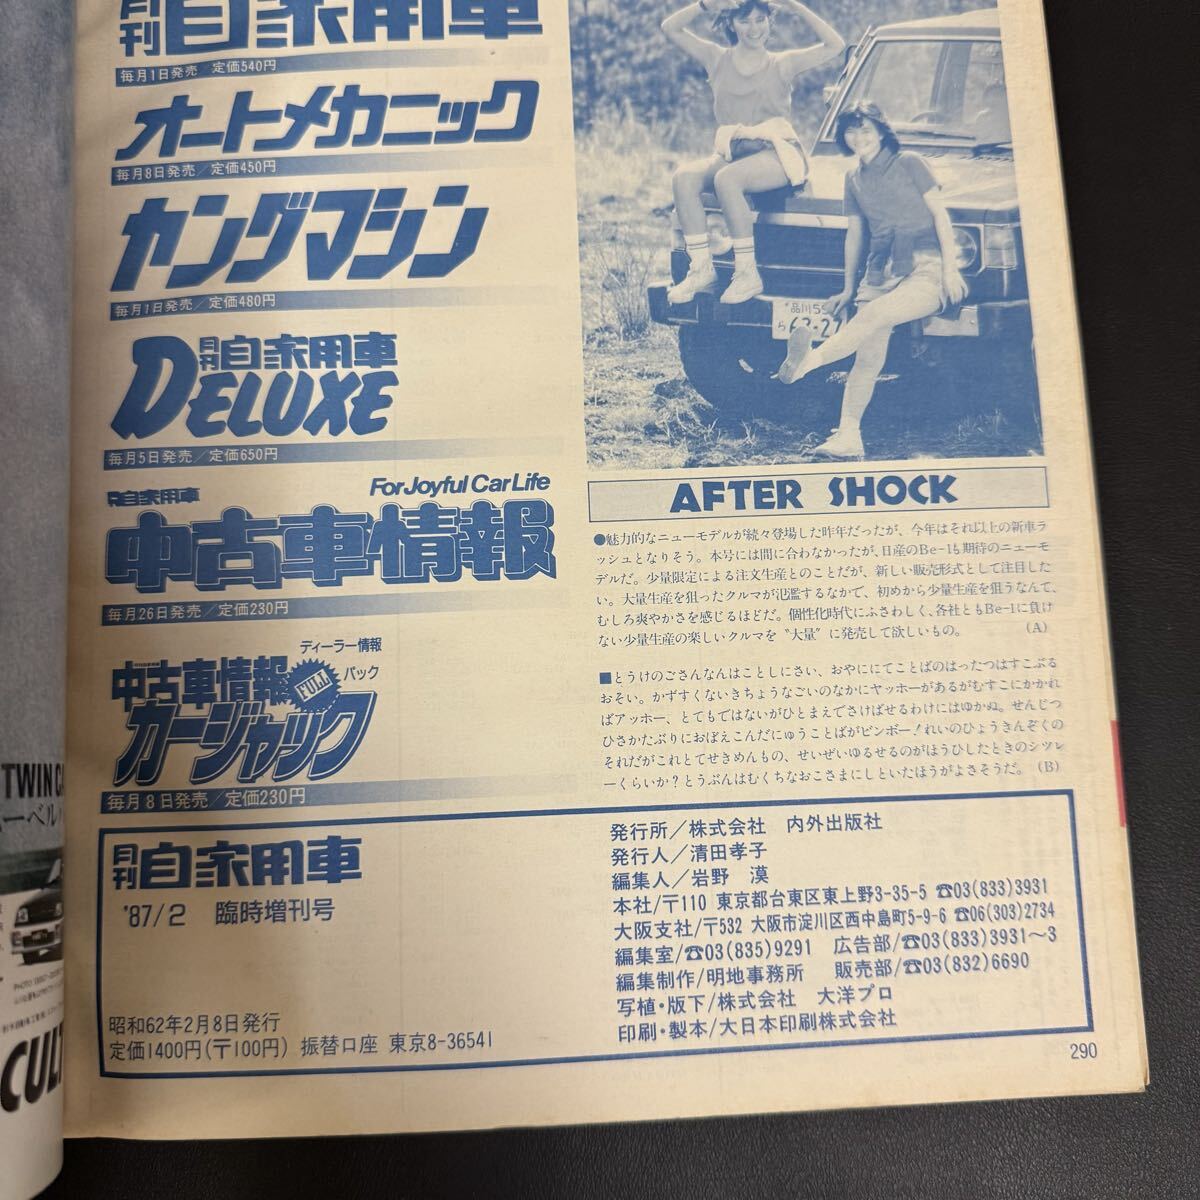 月刊 自家用車
毎月1日発売／定価540円
オートメカニック
毎月8日発売／定価450円
ヤングマシン
毎月1日発売／定価480円
月刊 自家用車
DELUXE
毎月5日発売／定価650円
月刊自家用車
For Joyful Car Life
中古車情報
毎月26日発売／定価230円
ディーラー情報
中古車情報 FULL パック
カージャック
毎月8日発売／定価230円
品川55
ら 63-27
AFTER SHOCK
●魅力的なニューモデルが続々登場した昨年だったが、今年はそれ以上の新車ラ
ッシュとなりそう。本号には間に合わなかったが、日産のBe-1も期待のニューモ
デルだ。少量限定による注文生産とのことだが、新しい販売形式として注目した
い。大量生産を狙ったクルマが氾濫するなかで、初めから少量生産を狙うなんて、
むしろ爽やかさを感じるほどだ。個性化時代にふさわしく、各社ともBe-1に負け
ない少量生産の楽しいクルマを〝大量〟に発売して欲しいもの。 (A)
■とうけのごさんなんはことしにさい、おやににてことばのはったつはすこぶる
おそい。かずすくないきちょうなごいのなかにヤッホーがあるがむすこにかかれ
ばアッホー、とてもではないがひとまえでさけばせるわけにはゆかぬ。せんじつ
ひさかたぶりにおぼえこんだにゅうことばがビンボー！れいのひょうきんぞくの
それだがこれとてせきめんもの、せいぜいゆるせるのがはうひしたときのシツレ
ーくらいか？とうぶんはむくちなおこさまにしといたほうがよさそうだ。 (B)
月刊 自家用車
'87/2 臨時増刊号
昭和62年2月8日発行
定価1400円(〒100円) 振替口座 東京8-36541
発行所／株式会社 内外出版社
発行人／清田孝子
編集人／岩野 漠
本社/〒110 東京都台東区東上野3-35-5 ☎03(833)3931
大阪支社/〒532 大阪市淀川区西中島町5-9-6 ☎06(303)2734
編集室/☎03(835)9291 広告部/☎03(833)3931～3
編集制作/明地事務所 販売部/☎03(832)6690
写植・版下/株式会社 大洋プロ
印刷・製本/大日本印刷株式会社
290
TWIN C
ーベル
CUL